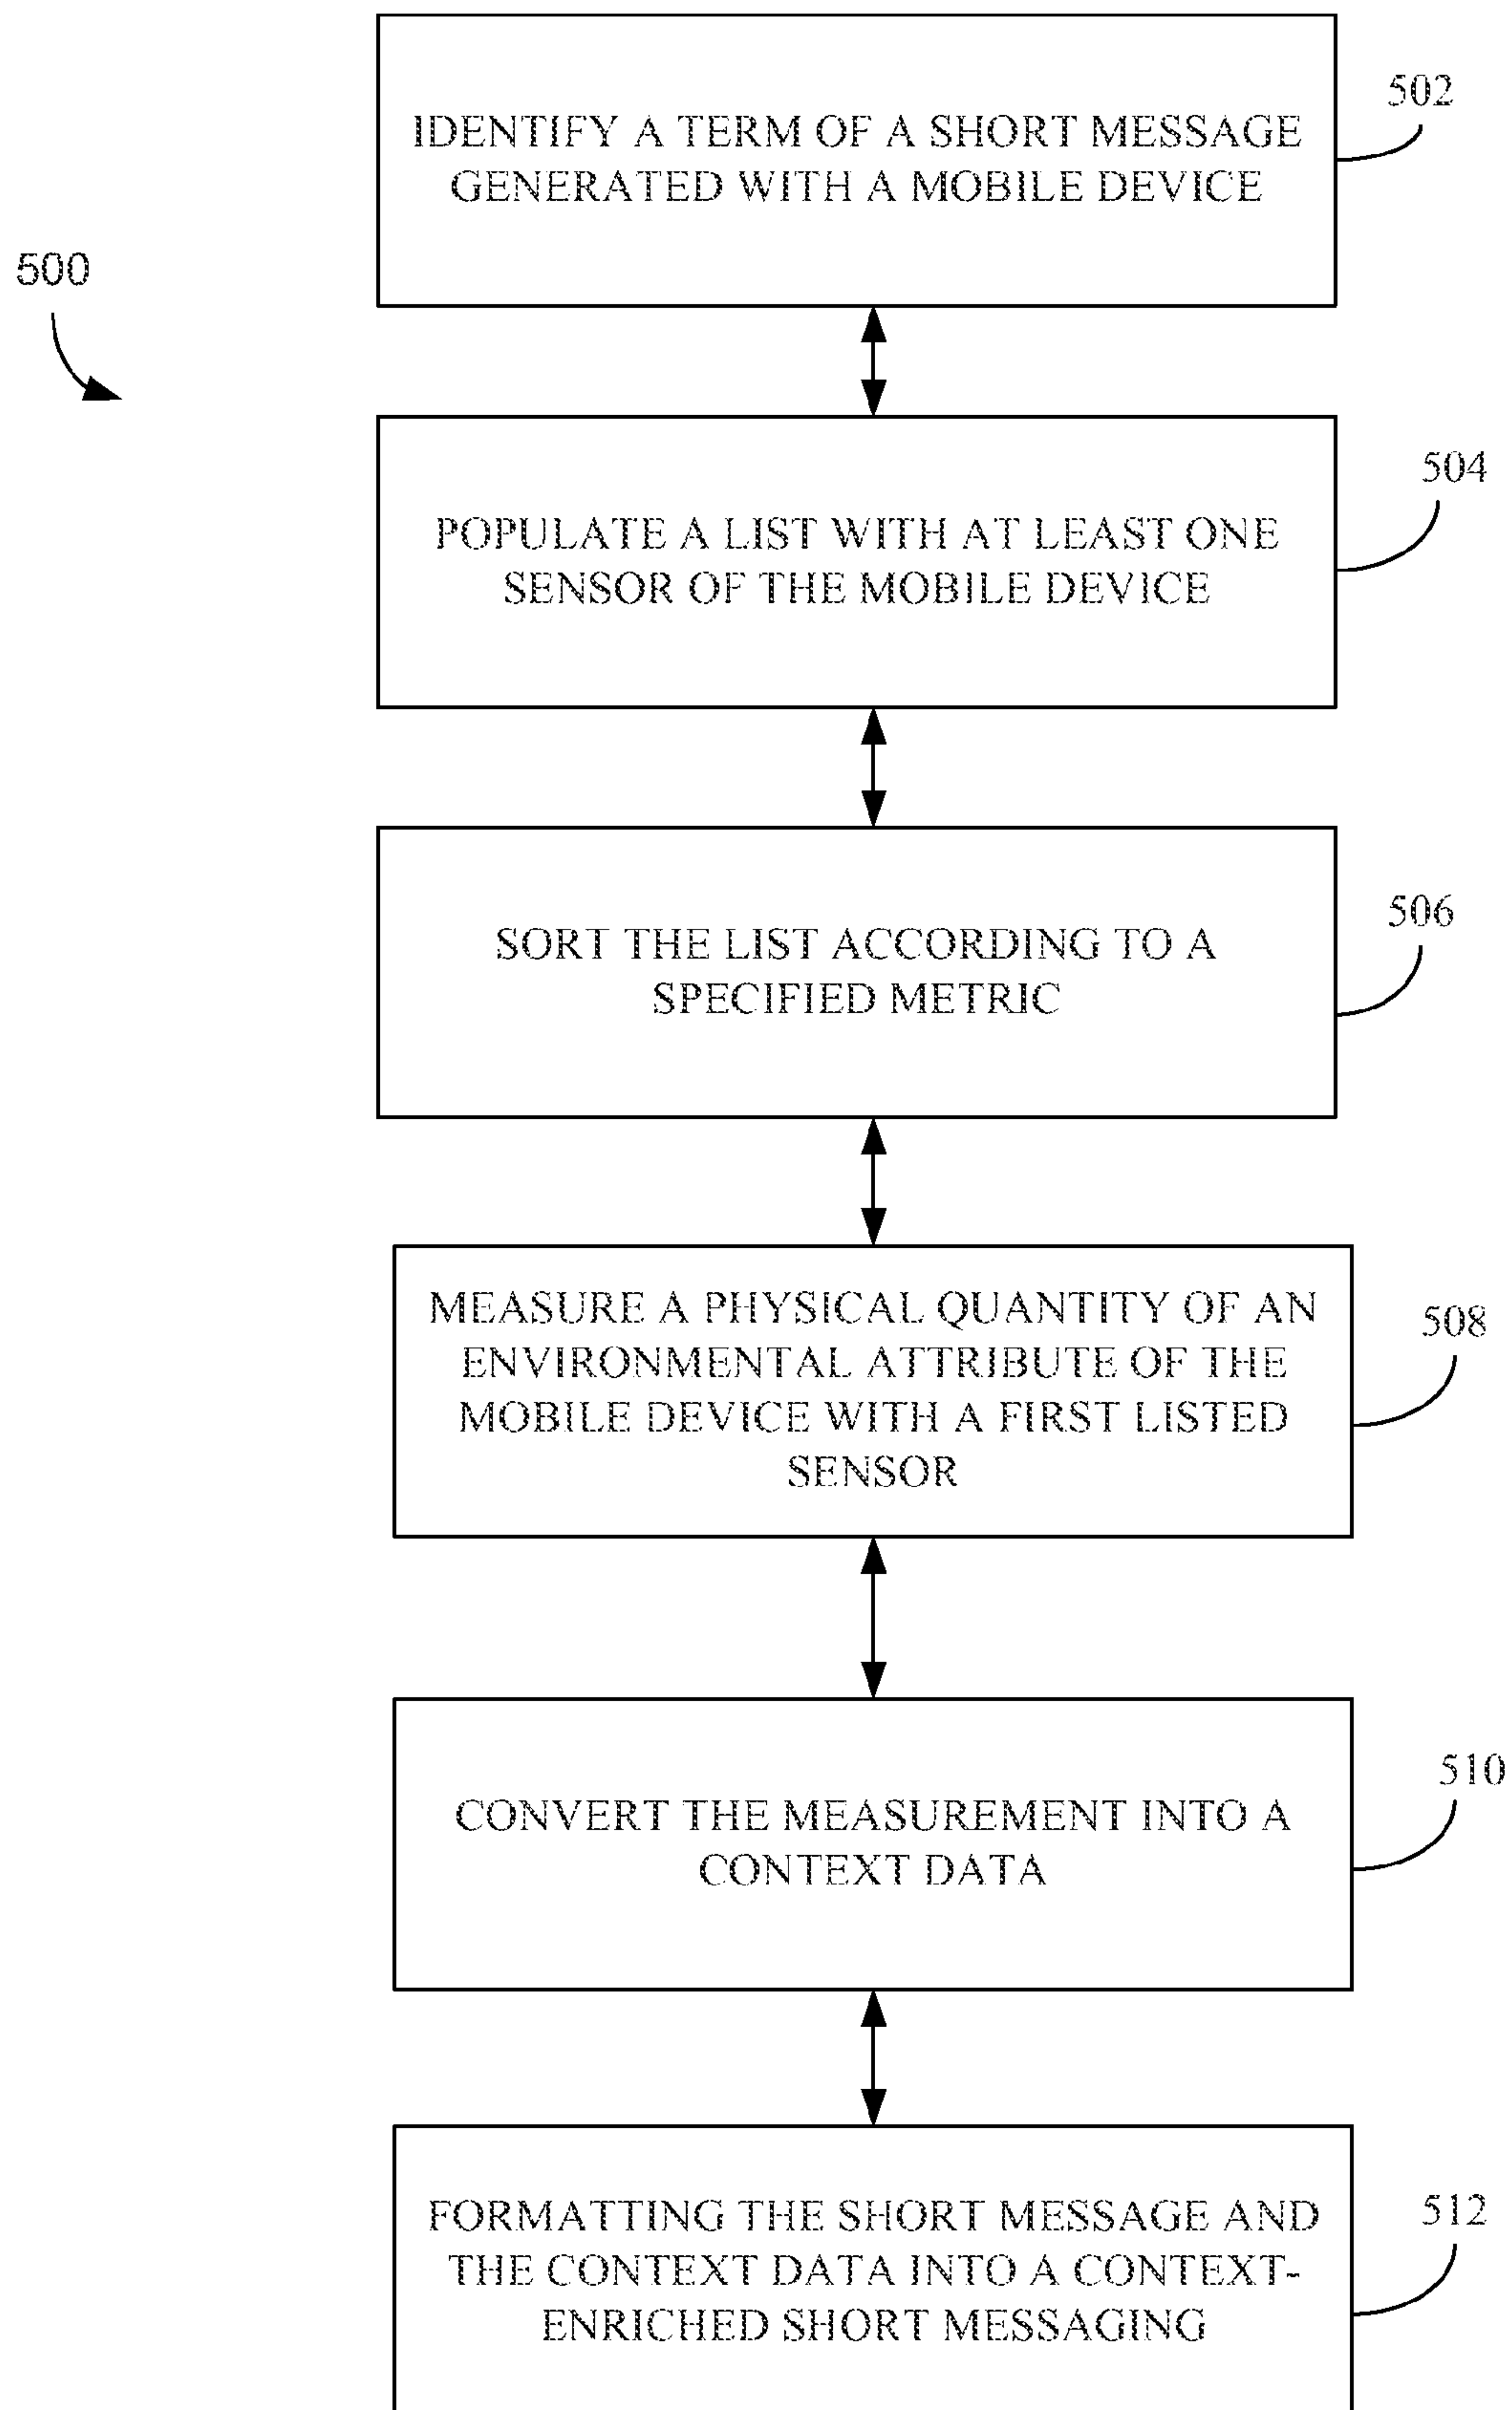 IDENTIFY A TERM OF A SHORT MESSAGE
GENERATED WITH A MOBILE DEVICE
502
500
POPULATE A LIST WITH AT LEAST ONE
SENSOR OF THE MOBILE DEVICE
504
SORT THE LIST ACCORDING TO A
SPECIFIED METRIC
506
MEASURE A PHYSICAL QUANTITY OF AN
ENVIRONMENTAL ATTRIBUTE OF THE
MOBILE DEVICE WITH A FIRST LISTED
SENSOR
508
CONVERT THE MEASUREMENT INTO A
CONTEXT DATA
510
FORMATTING THE SHORT MESSAGE AND
THE CONTEXT DATA INTO A CONTEXT-
ENRICHED SHORT MESSAGING
512